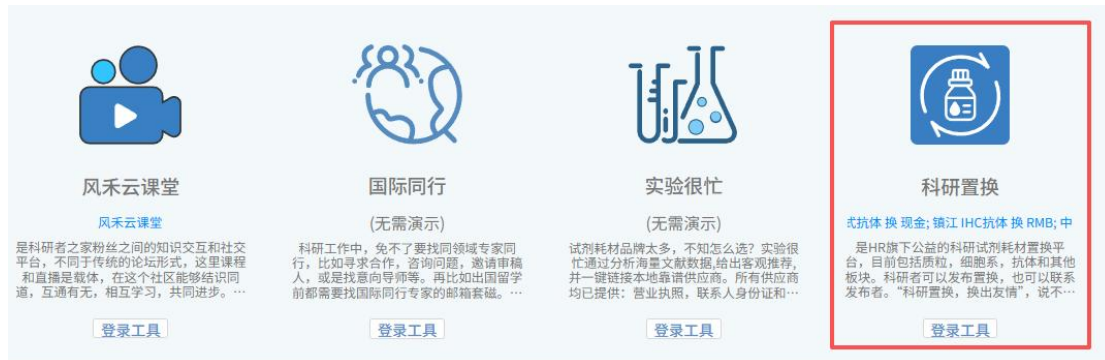 风禾云课堂
风禾云课堂
是科研者之家粉丝之间的知识交互和社交
平台，不同于传统的论坛形式，这里课程
和直播是载体，在这个社区能够结识同
道，互通有无，相互学习，共同进步。…
登录工具
国际同行
(无需演示)
科研工作中，免不了要找同领域专家同
行，比如寻求合作，咨询问题，邀请审稿
人，或是找意向导师等。再比如出国留学
前都需要找国际同行专家的邮箱套磁。…
登录工具
实验很忙
(无需演示)
试剂耗材品牌太多，不知怎么选？实验很
忙通过分析海量文献数据,给出客观推荐,
并一键链接本地靠谱供应商。所有供应商
均已提供：营业执照，联系人身份证和…
登录工具
科研置换
式抗体 换 现金; 镇江 IHC抗体 换 RMB; 中
是HR旗下公益的科研试剂耗材置换平
台，目前包括质粒，细胞系，抗体和其他
板块。科研者可以发布置换，也可以联系
发布者。“科研置换，换出友情”，说不…
登录工具